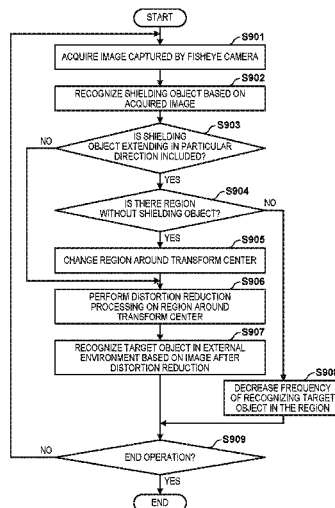 START
S901
ACQUIRE IMAGE CAPTURED BY FISHEYE CAMERA
S902
RECOGNIZE SHIELDING OBJECT BASED ON
ACQUIRED IMAGE
S903
IS SHIELDING
OBJECT EXTENDING IN PARTICULAR
DIRECTION INCLUDED?
NO
YES
S904
IS THERE REGION
WITHOUT SHIELDING OBJECT?
NO
YES
S905
CHANGE REGION AROUND TRANSFORM CENTER
S906
PERFORM DISTORTION REDUCTION
PROCESSING ON REGION AROUND
TRANSFORM CENTER
S907
RECOGNIZE TARGET OBJECT IN EXTERNAL
ENVIRONMENT BASED ON IMAGE AFTER
DISTORTION REDUCTION
S908
DECREASE FREQUENCY
OF RECOGNIZING TARGET
OBJECT IN THE REGION
S909
NO
END OPERATION?
YES
END